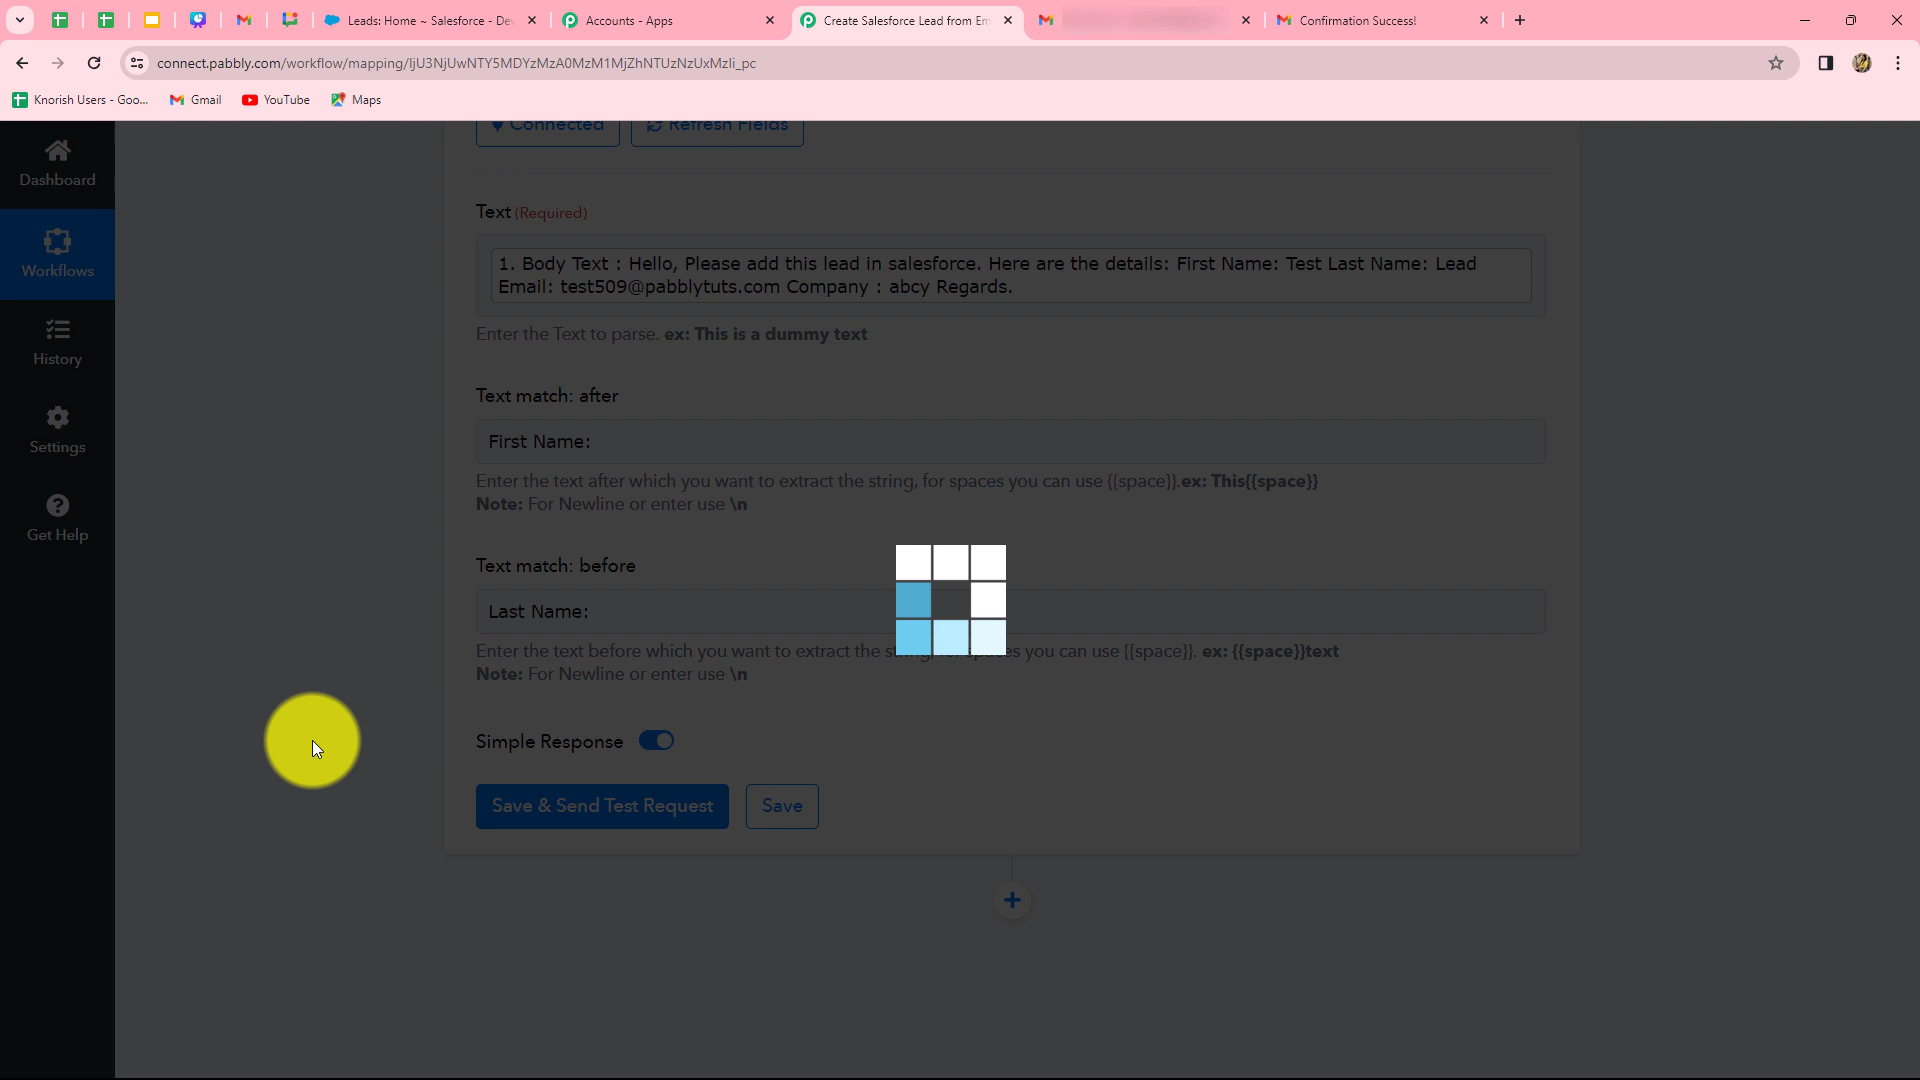 Leads: Home ~ Salesforce - De
Accounts - Apps
Create Salesforce Lead from Em
Confirmation Success!
connect.pabbly.com/workflow/mapping/IjU3NjUwNTY5MDYzMzA0MzM1MjZhNTUzNzUxMzIi_pc
Knorish Users - Goo...
Gmail
YouTube
Maps
Connected
Refresh Fields
Dashboard
Workflows
History
Settings
Get Help
Text (Required)
1. Body Text : Hello, Please add this lead in salesforce. Here are the details: First Name: Test Last Name: Lead
Email: test509@pabblytuts.com Company : abcy Regards.
Enter the Text to parse. ex: This is a dummy text
Text match: after
First Name:
Enter the text after which you want to extract the string, for spaces you can use {{space}}.ex: This{{space}}
Note: For Newline or enter use \n
Text match: before
Last Name:
Enter the text before which you want to extract the you can use {{space}}. ex: {{space}}text
Note: For Newline or enter use \n
Simple Response
Save & Send Test Request
Save